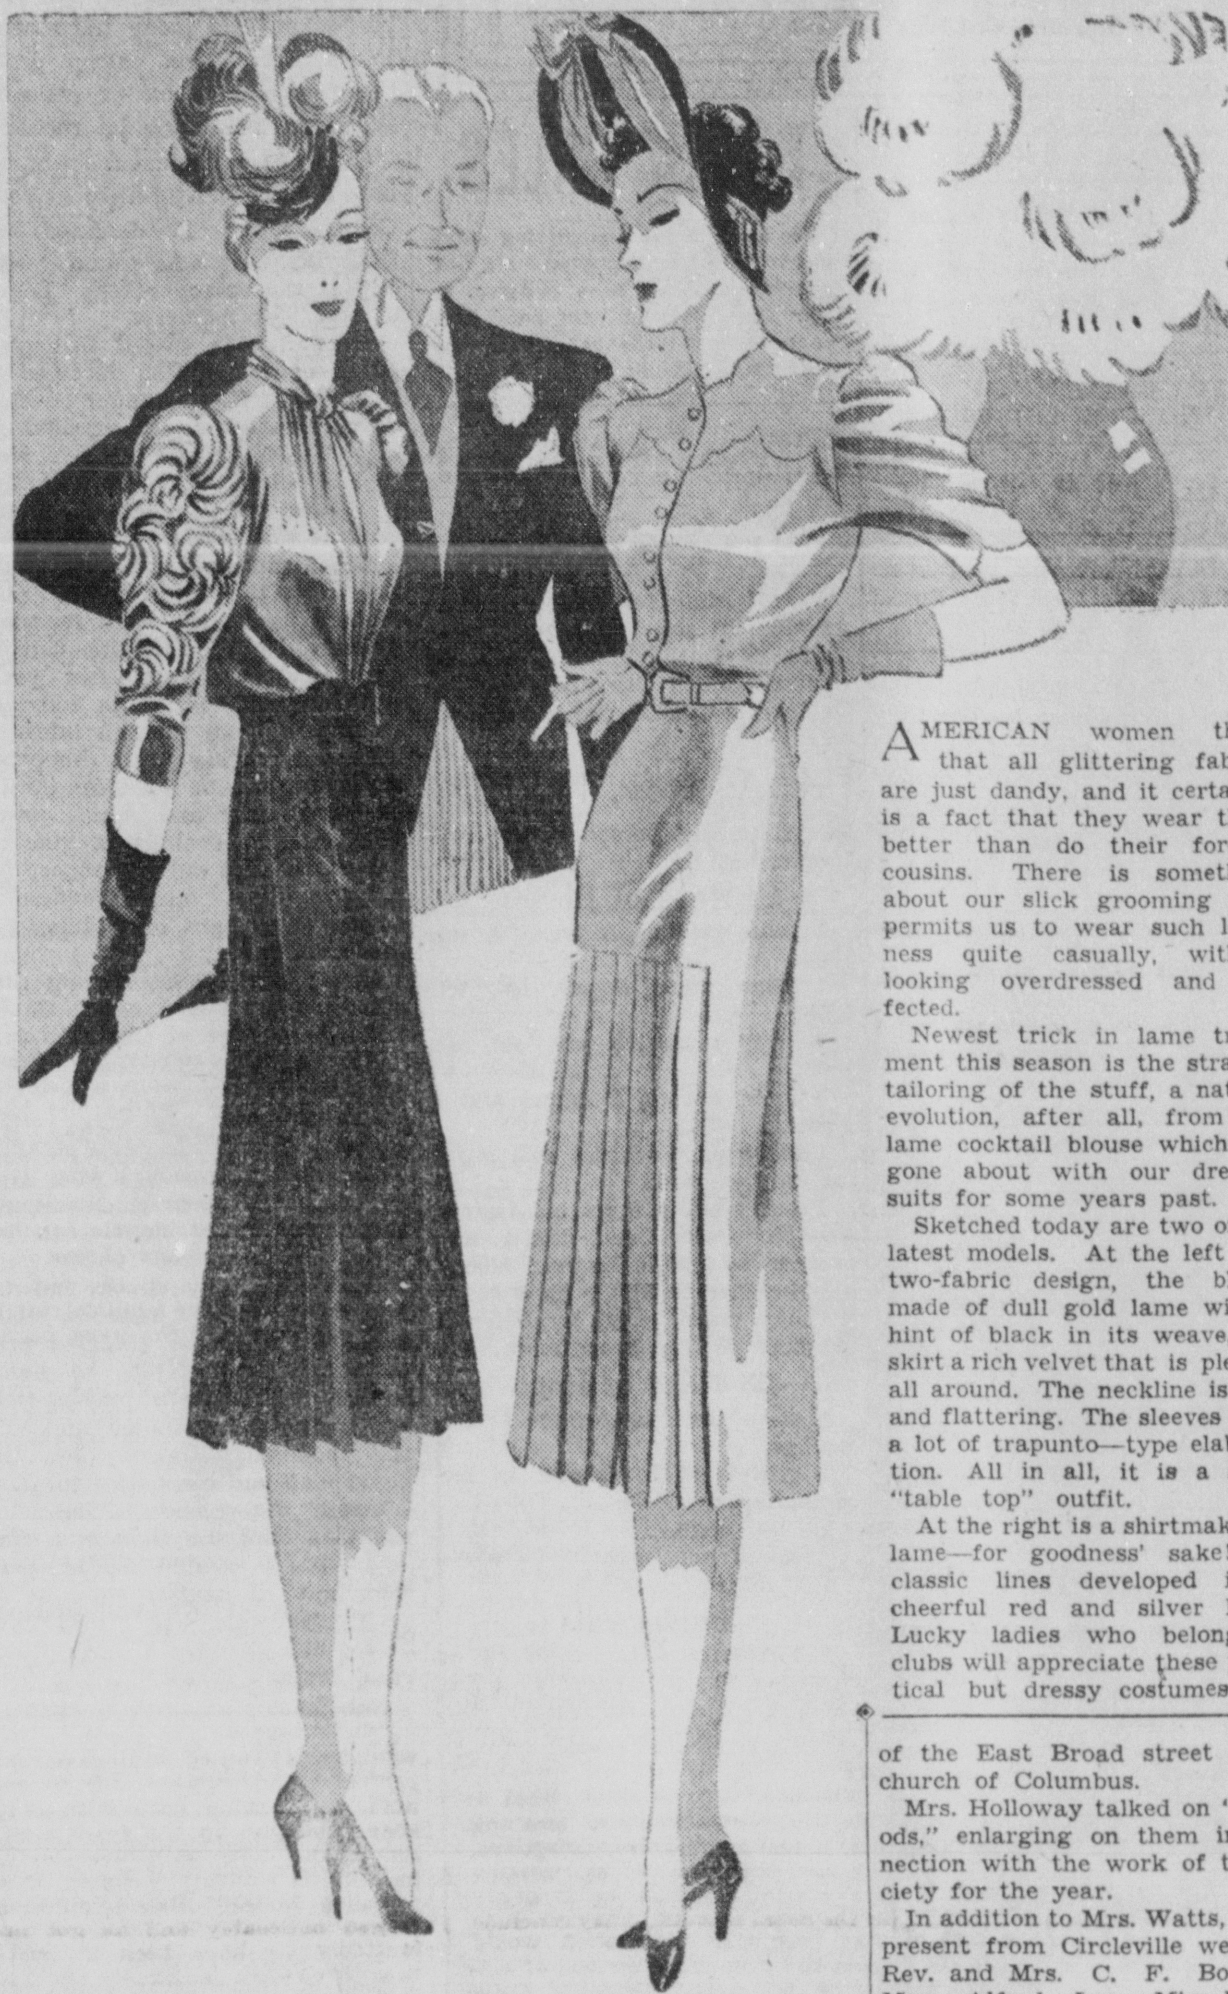 AMERICAN women th
that all glittering fab
are just dandy, and it certa
is a fact that they wear t
better than do their for
cousins. There is somet
about our slick grooming
permits us to wear such l
ness quite casually, with
looking overdressed and
fected.
Newest trick in lame tr
ment this season is the stra
tailoring of the stuff, a nat
evolution, after all, from
lame cocktail blouse which
gone about with our dre
suits for some years past.
Sketched today are two o
latest models. At the left
two-fabric design, the bl
made of dull gold lame wi
hint of black in its weave
skirt a rich velvet that is ple
all around. The neckline is
and flattering. The sleeves
a lot of trapunto—type elab
tion. All in all, it is a
"table top" outfit.
At the right is a shirtmak
lame—for goodness' sake!
classic lines developed i
cheerful red and silver l
Lucky ladies who belong
clubs will appreciate these
tical but dressy costumes
of the East Broad street
church of Columbus.
Mrs. Holloway talked on "
ods," enlarging on them in
nection with the work of t
ciety for the year.
In addition to Mrs. Watts,
present from Circleville we
Rev. and Mrs. C. F. Bo